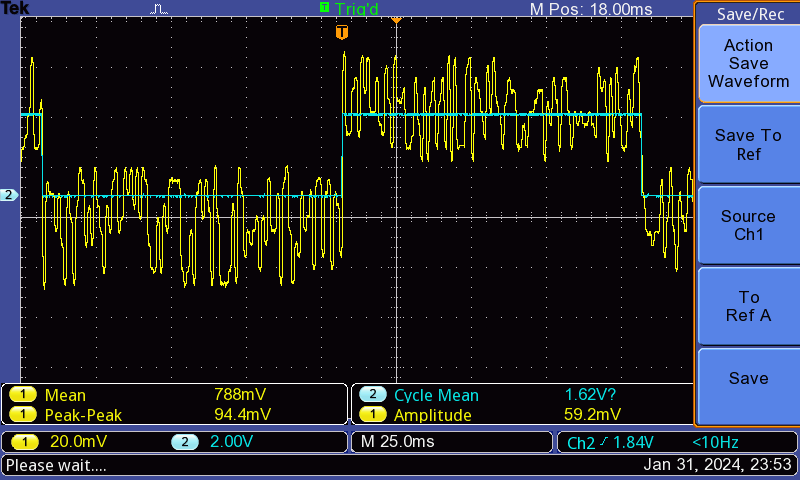 Tek Trig'd M Pos: 18.00ms Save/Rec
T
Action
Save
Waveform
Save To
Ref
2
Source
Ch1
To
Ref A
Save
1 Mean 788mV 2 Cycle Mean 1.62V?
1 Peak-Peak 94.4mV 1 Amplitude 59.2mV
1 20.0mV 2 2.00V M 25.0ms Ch2 1.84V <10Hz
Please wait.... Jan 31, 2024, 23:53